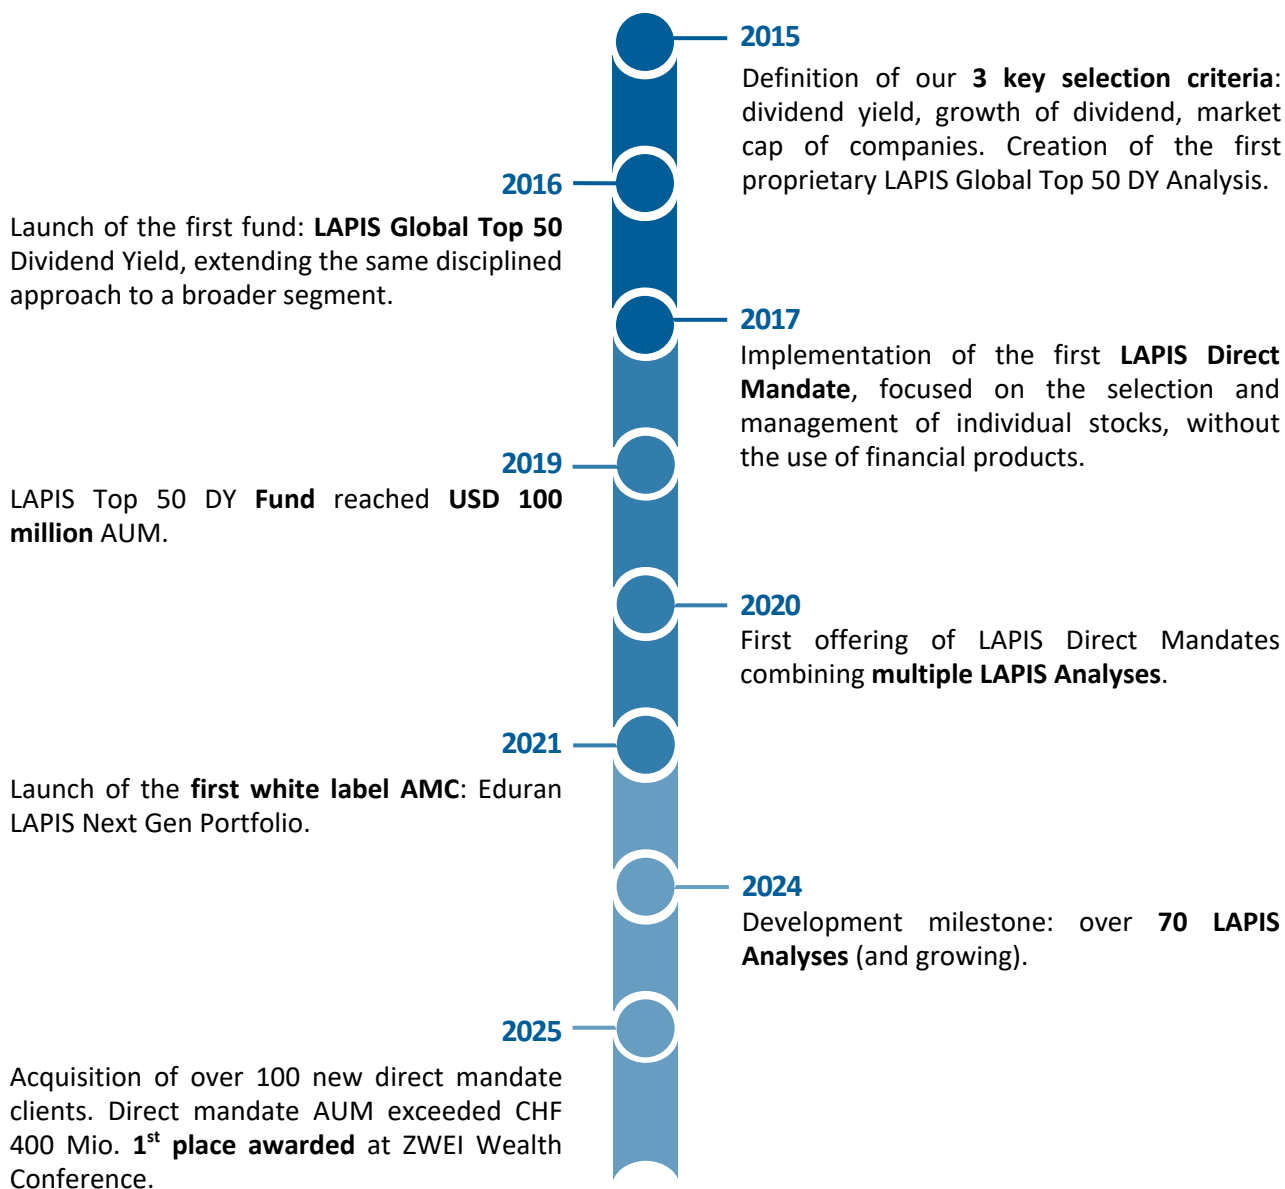 2015
Definition of our 3 key selection criteria:
dividend yield, growth of dividend, market
cap of companies. Creation of the first
proprietary LAPIS Global Top 50 DY Analysis.
2016
Launch of the first fund: LAPIS Global Top 50
Dividend Yield, extending the same disciplined
approach to a broader segment.
2017
Implementation of the first LAPIS Direct
Mandate, focused on the selection and
management of individual stocks, without
the use of financial products.
2019
LAPIS Top 50 DY Fund reached USD 100
million AUM.
2020
First offering of LAPIS Direct Mandates
combining multiple LAPIS Analyses.
2021
Launch of the first white label AMC: Eduran
LAPIS Next Gen Portfolio.
2024
Development milestone: over 70 LAPIS
Analyses (and growing).
2025
Acquisition of over 100 new direct mandate
clients. Direct mandate AUM exceeded CHF
400 Mio. 1st place awarded at ZWEI Wealth
Conference.